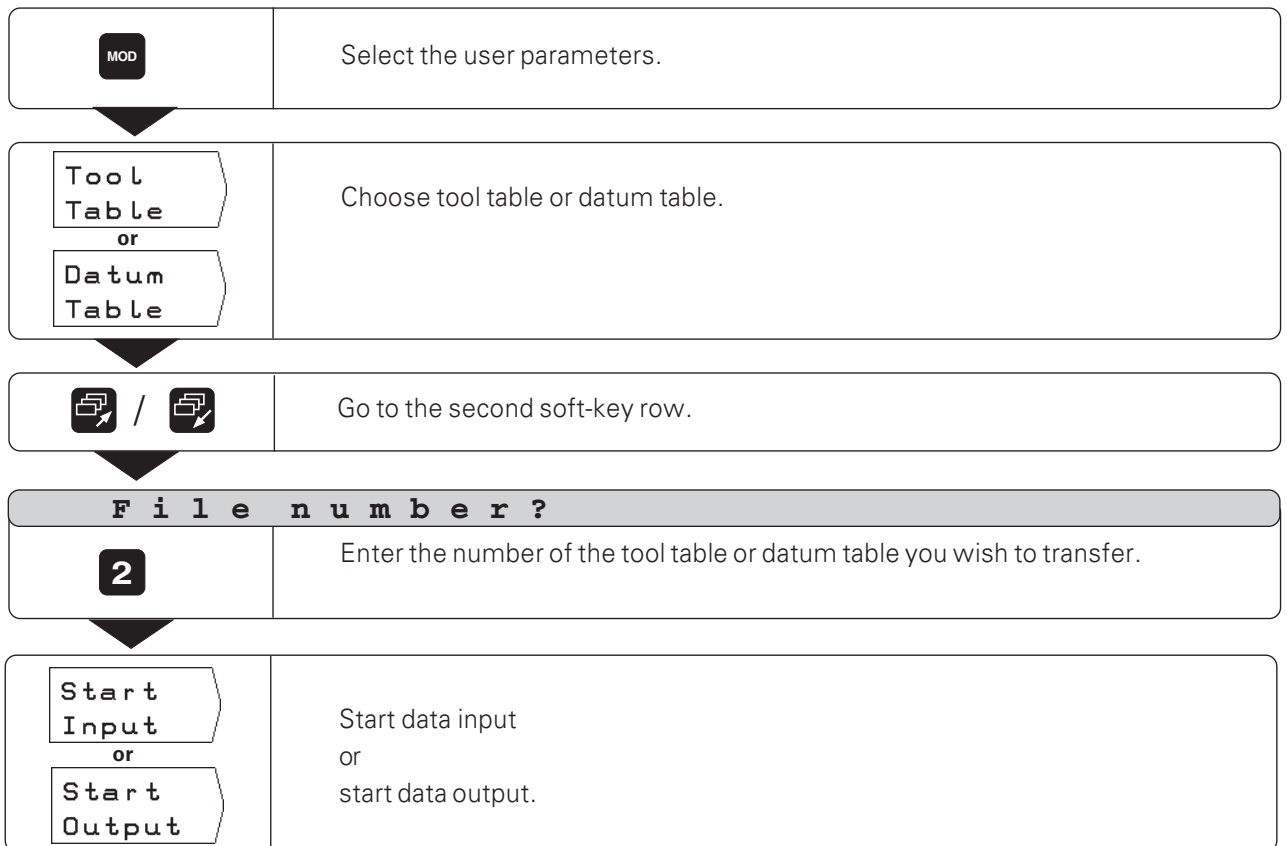 MOD
Select the user parameters.
Tool
Table
or
Datum
Table
Choose tool table or datum table.
/
Go to the second soft-key row.
File number?
2
Enter the number of the tool table or datum table you wish to transfer.
Start
Input
or
Start
Output
Start data input
or
start data output.